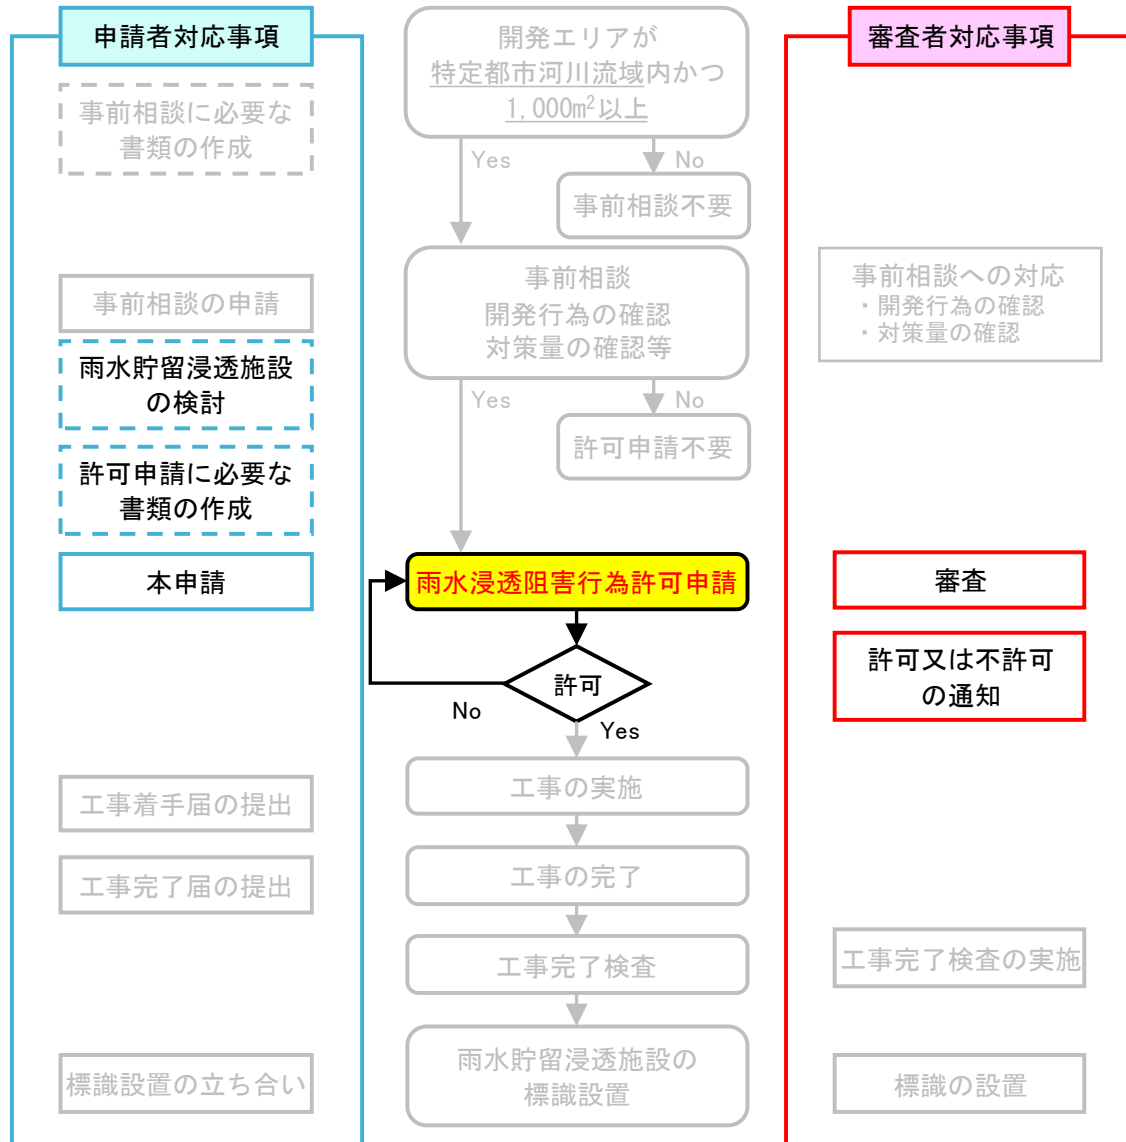 申請者対応事項
事前相談に必要な
書類の作成
事前相談の申請
雨水貯留浸透施設
の検討
許可申請に必要な
書類の作成
本申請
工事着手届の提出
工事完了届の提出
標識設置の立ち合い
開発エリアが
特定都市河川流域内かつ
1,000m²以上
Yes
No
事前相談不要
事前相談
開発行為の確認
対策量の確認等
Yes
No
許可申請不要
雨水浸透阻害行為許可申請
許可
No
Yes
工事の実施
工事の完了
工事完了検査
雨水貯留浸透施設の
標識設置
審査者対応事項
事前相談への対応
・開発行為の確認
・対策量の確認
審査
許可又は不許可
の通知
工事完了検査の実施
標識の設置